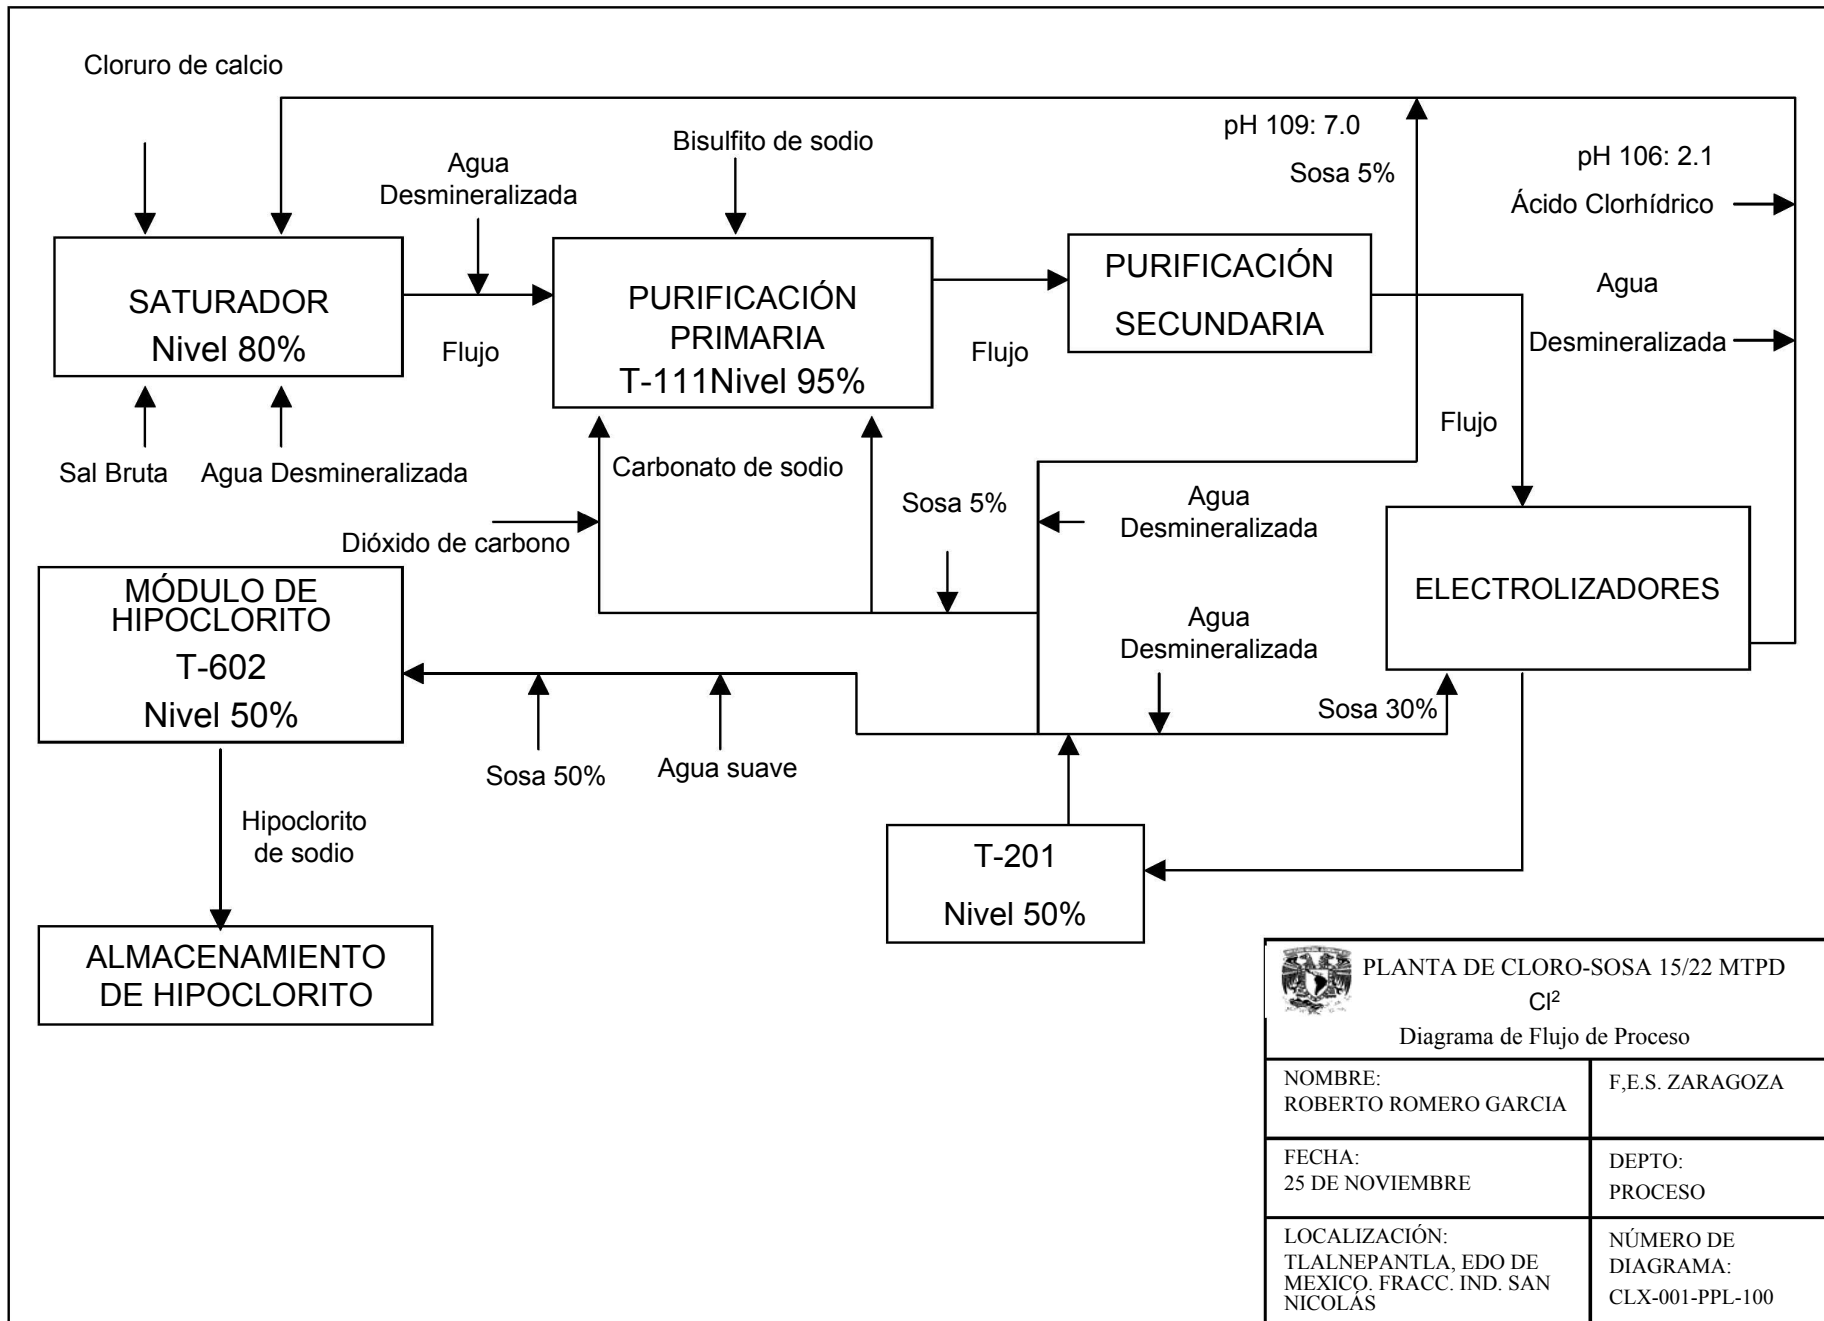 Cloruro de calcio
pH 109: 7.0
Sosa 5%
pH 106: 2.1
Ácido Clorhídrico
Agua
Desmineralizada
Bisulfito de sodio
Agua
Desmineralizada
SATURADOR
Nivel 80%
Flujo
PURIFICACIÓN
PRIMARIA
T-111Nivel 95%
Flujo
PURIFICACIÓN
SECUNDARIA
Flujo
Sal Bruta
Agua Desmineralizada
Carbonato de sodio
Dióxido de carbono
Sosa 5%
Agua
Desmineralizada
ELECTROLIZADORES
MÓDULO DE
HIPOCLORITO
T-602
Nivel 50%
Agua
Desmineralizada
Sosa 30%
Sosa 50%
Agua suave
Hipoclorito
de sodio
T-201
Nivel 50%
ALMACENAMIENTO
DE HIPOCLORITO
PLANTA DE CLORO-SOSA 15/22 MTPD
Cl²
Diagrama de Flujo de Proceso
NOMBRE:
ROBERTO ROMERO GARCIA
F,E.S. ZARAGOZA
FECHA:
25 DE NOVIEMBRE
DEPTO:
PROCESO
LOCALIZACIÓN:
TLALNEPANTLA, EDO DE
MEXICO. FRACC. IND. SAN
NICOLÁS
NÚMERO DE
DIAGRAMA:
CLX-001-PPL-100